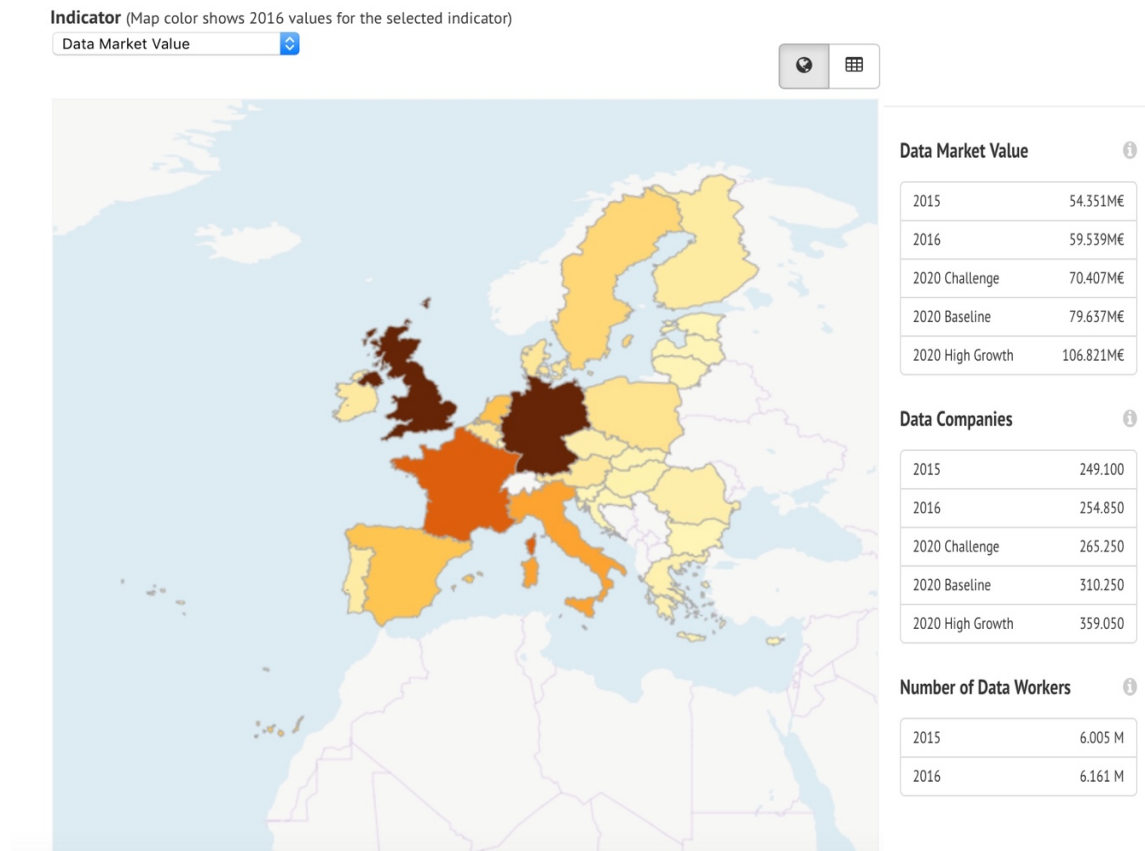 Indicator (Map color shows 2016 values for the selected indicator)
Data Market Value
Data Market Value
2015 54.351M€
2016 59.539M€
2020 Challenge 70.407M€
2020 Baseline 79.637M€
2020 High Growth 106.821M€
Data Companies
2015 249.100
2016 254.850
2020 Challenge 265.250
2020 Baseline 310.250
2020 High Growth 359.050
Number of Data Workers
2015 6.005 M
2016 6.161 M